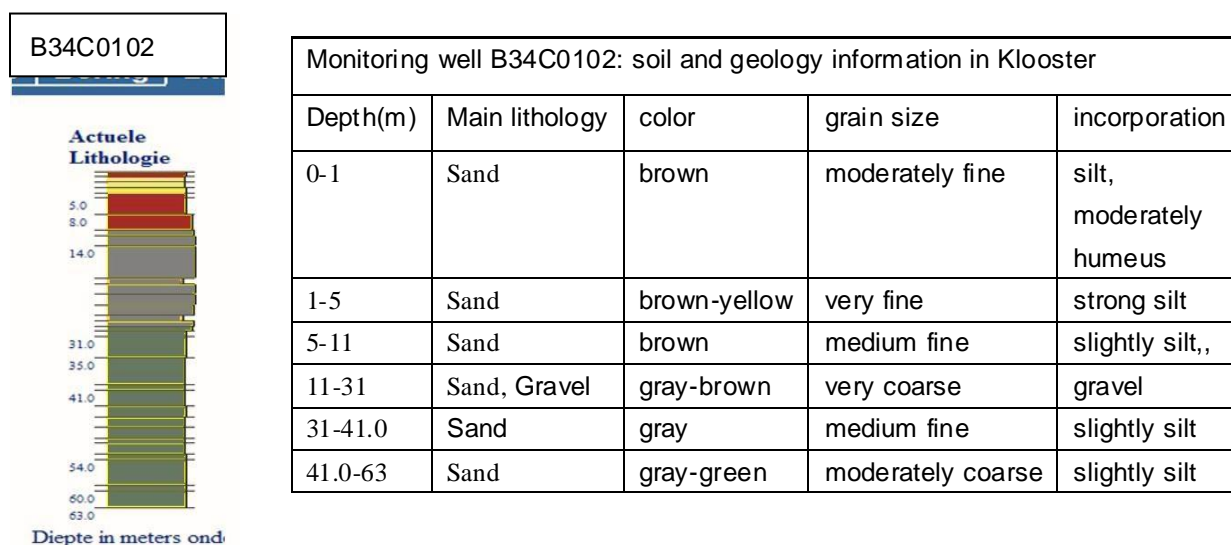 B34C0102
Actuele
Lithologie
5.0
8.0
14.0
31.0
35.0
41.0
54.0
60.0
63.0
Diepte in meters ond
Monitoring well B34C0102: soil and geology information in Klooster
Depth(m) Main lithology color grain size incorporation
0-1 Sand brown moderately fine silt,
moderately
humeus
1-5 Sand brown-yellow very fine strong silt
5-11 Sand brown medium fine slightly silt,,
11-31 Sand, Gravel gray-brown very coarse gravel
31-41.0 Sand gray medium fine slightly silt
41.0-63 Sand gray-green moderately coarse slightly silt